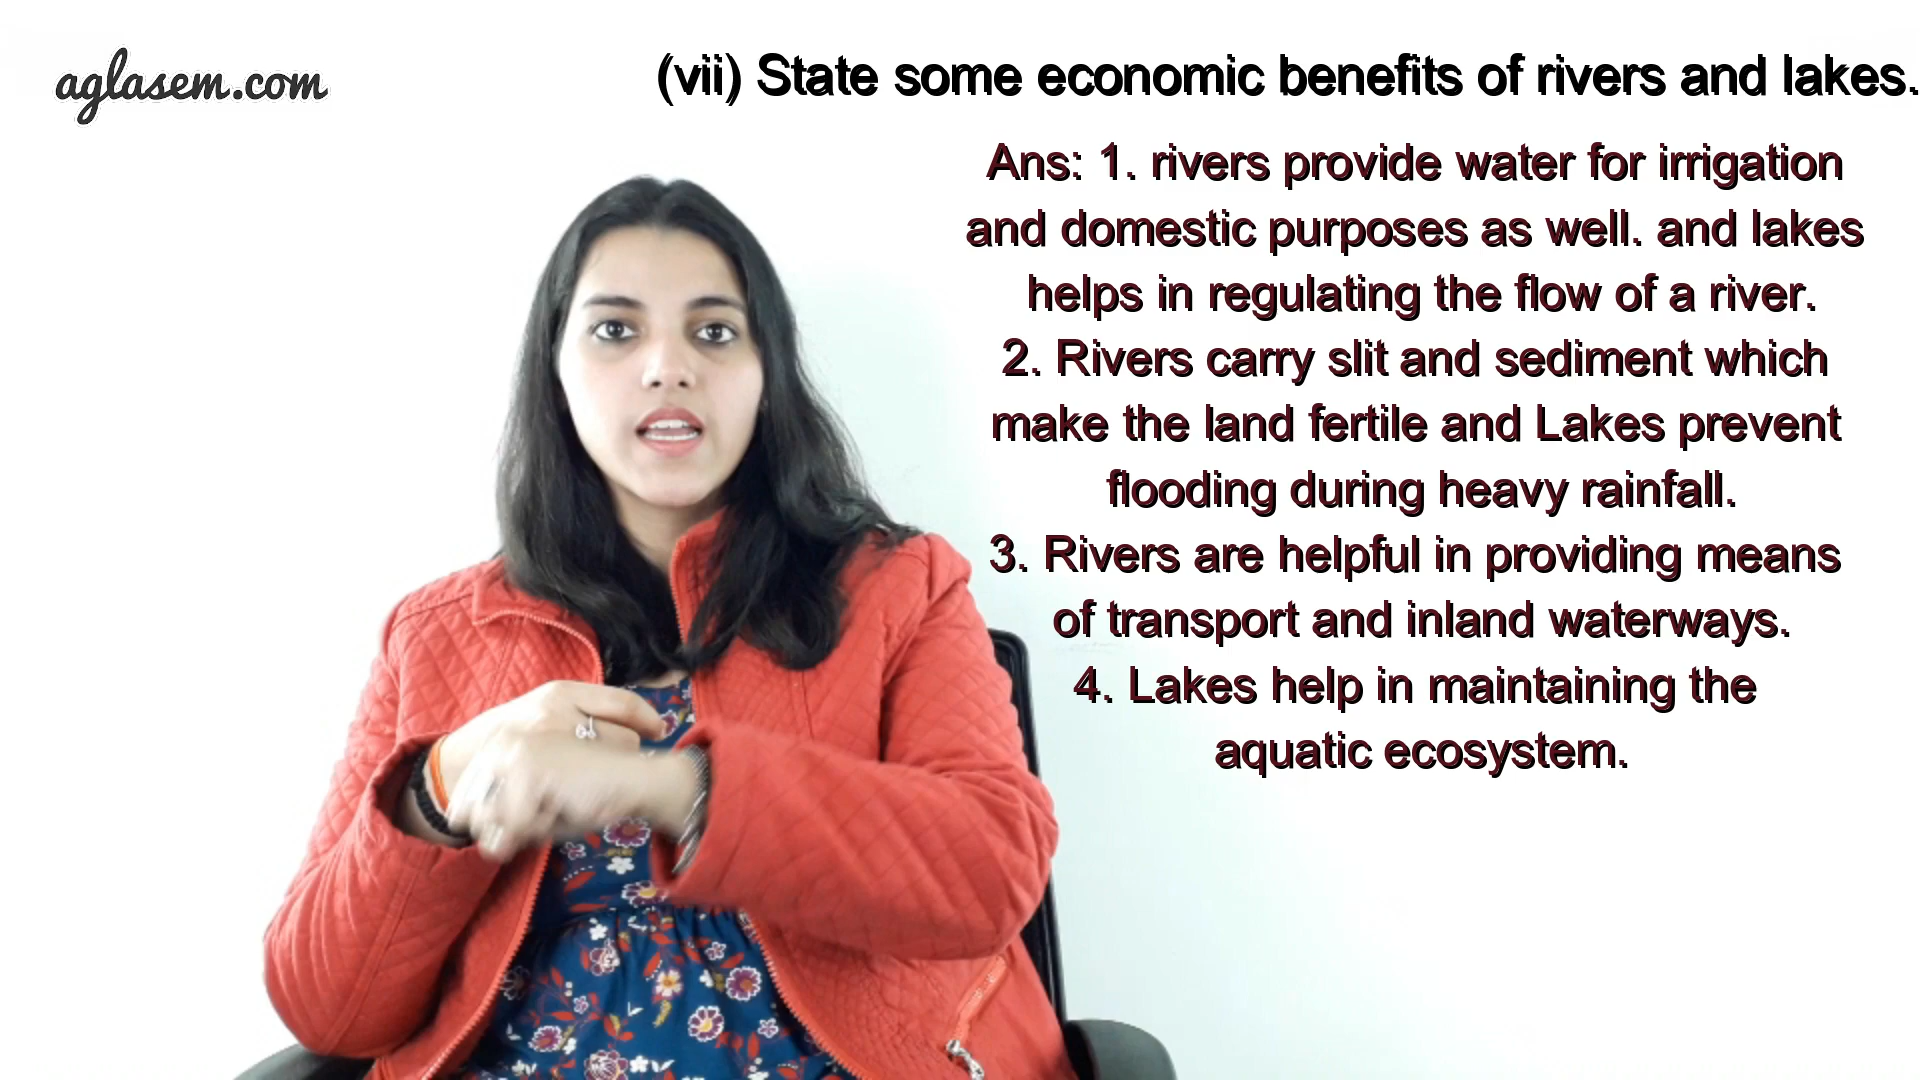 aglasem.com
(vii) State some economic benefits of rivers and lakes.
Ans: 1. rivers provide water for irrigation
and domestic purposes as well. and lakes
helps in regulating the flow of a river.
2. Rivers carry slit and sediment which
make the land fertile and Lakes prevent
flooding during heavy rainfall.
3. Rivers are helpful in providing means
of transport and inland waterways.
4. Lakes help in maintaining the
aquatic ecosystem.